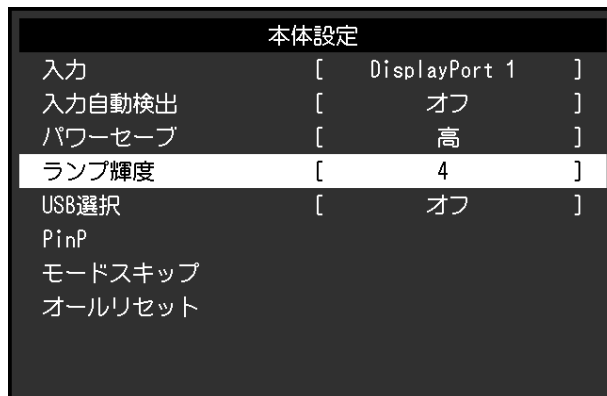 本体設定
入力 [ DisplayPort 1 ]
入力自動検出 [ オフ ]
パワーセーブ [ 高 ]
ランプ輝度 [ 4 ]
USB選択 [ オフ ]
PinP
モードスキップ
オールリセット